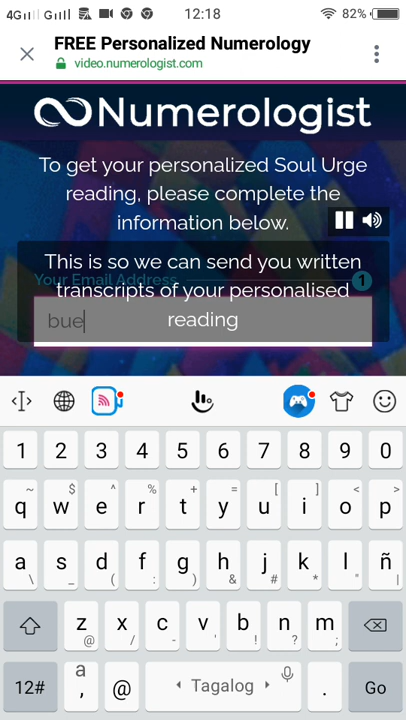 4G G 12:18 82%
FREE Personalized Numerology
video.numerologist.com
Numerologist
To get your personalized Soul Urge
reading, please complete the
information below.
This is so we can send you written
Your Email Address 1
transcripts of your personalised
bue reading
1 2 3 4 5 6 7 8 9 0
~ $ ^ % + = [ ] < >
q w e r t y u i o p
a s d f g h j k l ñ
\ _ ( : ) & # * " ;
z x c v b n m
@ / - ' ! ? ;
12# a , @ Tagalog . Go